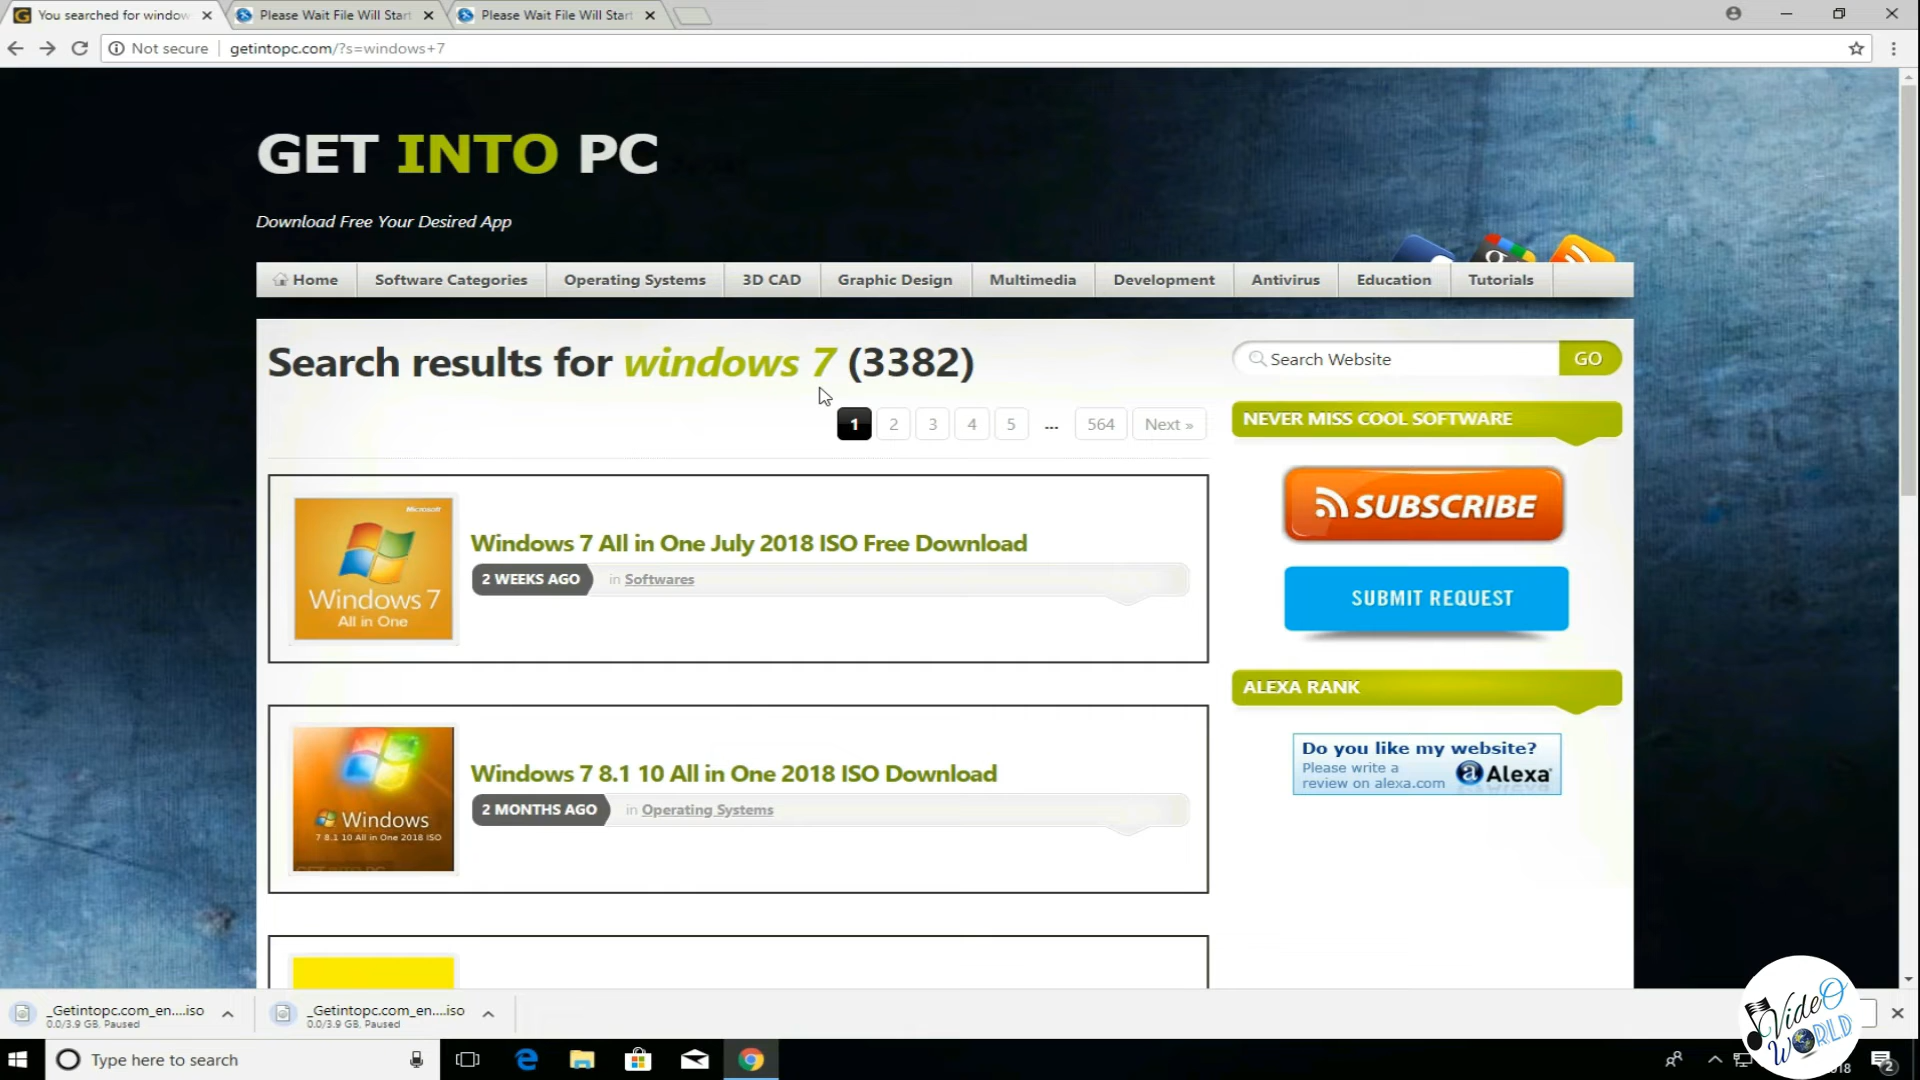 You searched for window
Please Wait File Will Start
Please Wait File Will Start
Not secure
getintopc.com/?s=windows+7
GET INTO PC
Download Free Your Desired App
Home
Software Categories
Operating Systems
3D CAD
Graphic Design
Multimedia
Development
Antivirus
Education
Tutorials
Search results for windows 7 (3382)
Search Website
GO
1 2 3 4 5 ... 564 Next »
NEVER MISS COOL SOFTWARE
SUBSCRIBE
SUBMIT REQUEST
ALEXA RANK
Do you like my website?
Please write a
review on alexa.com
Alexa
Microsoft
Windows 7
All in One
Windows 7 All in One July 2018 ISO Free Download
2 WEEKS AGO
in Softwares
Windows
7 8.1 10 All in One 2018 ISO
GET INTO PC
Windows 7 8.1 10 All in One 2018 ISO Download
2 MONTHS AGO
in Operating Systems
_Getintopc.com_en....iso
0.0/3.9 GB, Paused
_Getintopc.com_en....iso
0.0/3.9 GB, Paused
VideO
WORLD
Type here to search
2